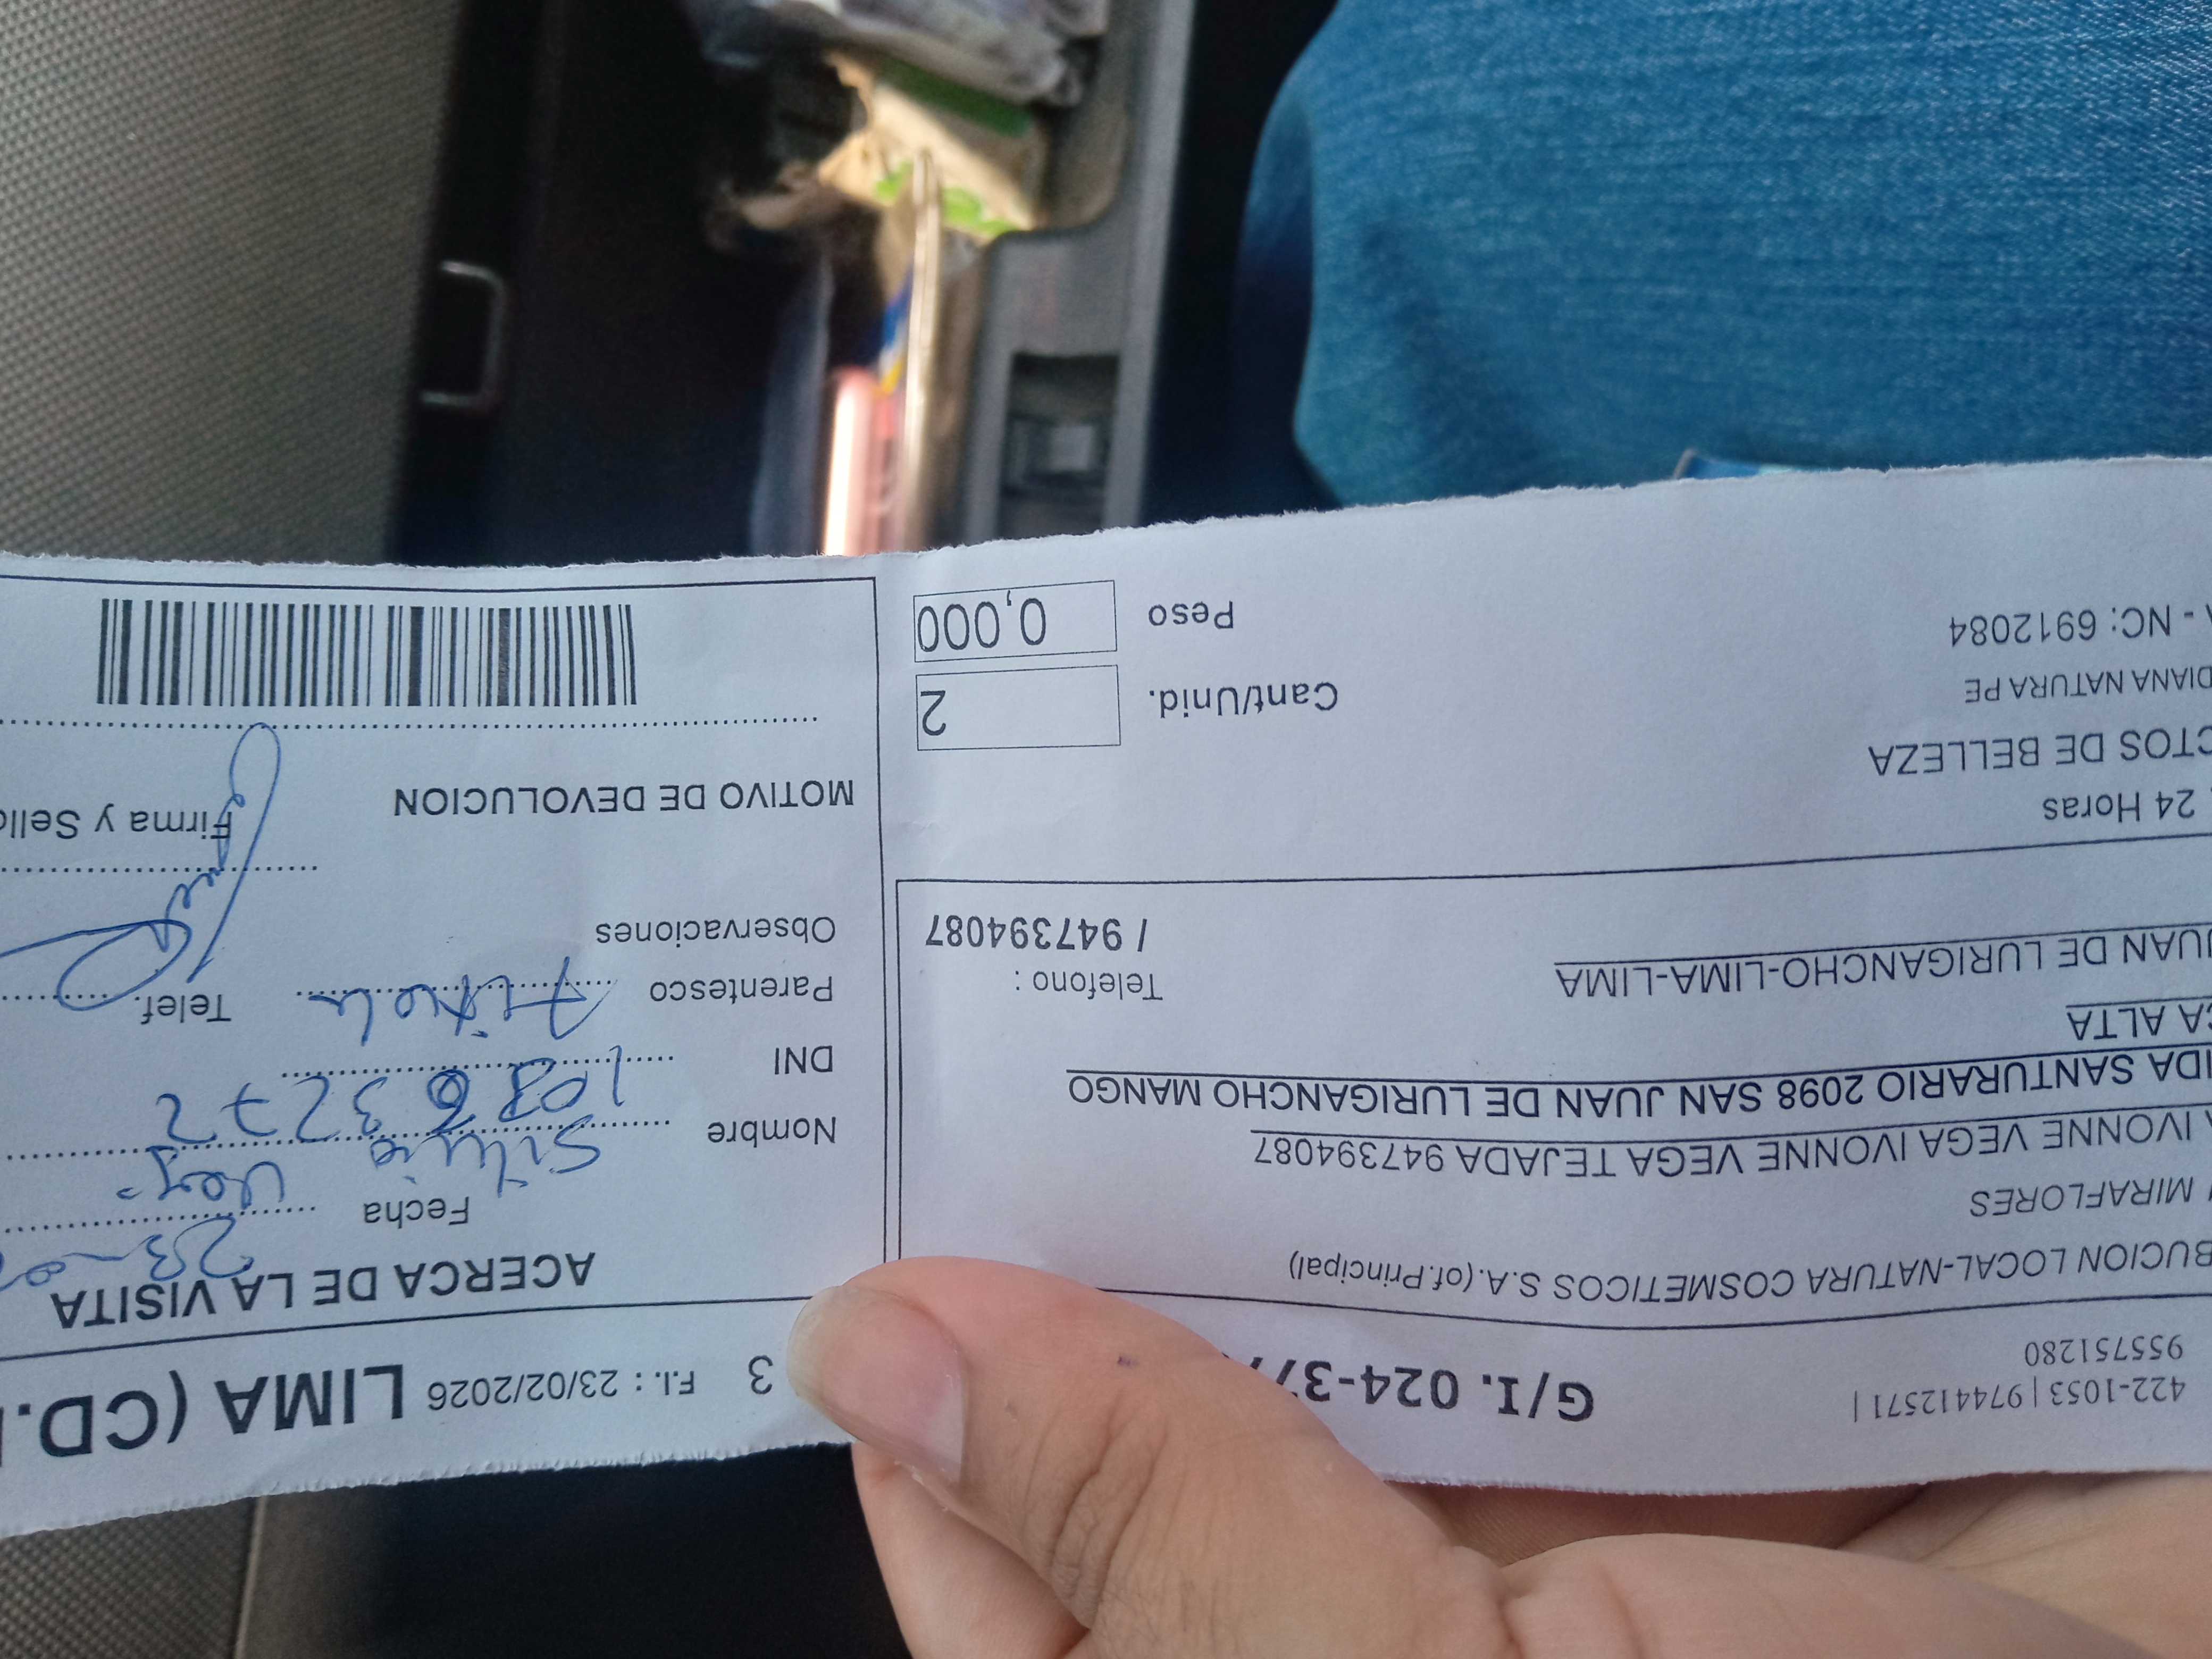 422-1053 | 974412571 |
955751280
G/I. 024-37
3 F.I. : 23/02/2026 LIMA (CD.
BUCION LOCAL-NATURA COSMETICOS S.A.(of.Principal)
MIRAFLORES
IVONNE VEGA IVONNE VEGA TEJADA 947394087
IDA SANTURARIO 2098 SAN JUAN DE LURIGANCHO MANGO
CA ALTA
JUAN DE LURIGANCHO-LIMA-LIMA
Telefono :
/ 947394087
24 Horas
CTOS DE BELLEZA
DIANA NATURA PE
- NC: 6912084
Cant/Unid. 2
Peso 0,000
ACERCA DE LA VISITA
Fecha 23
Nombre Silvia
DNI
Parentesco Telef.
Observaciones
MOTIVO DE DEVOLUCION Firma y Sello